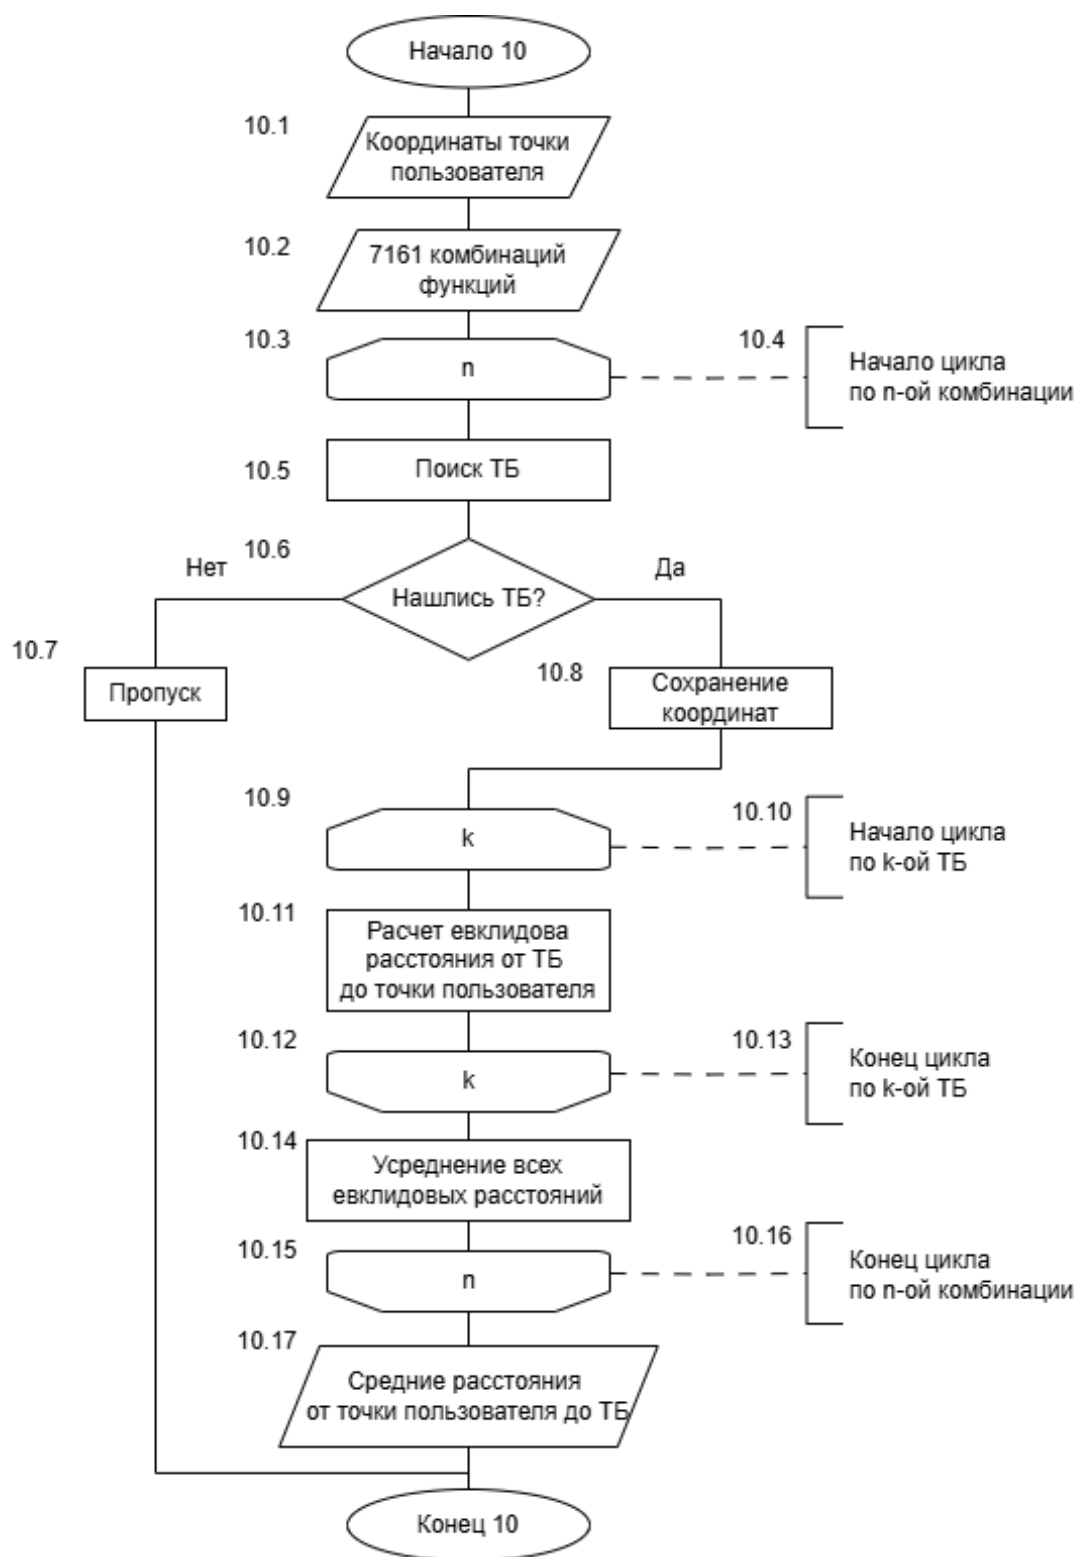 Начало 10
10.1
Координаты точки
пользователя
10.2
7161 комбинаций
функций
10.3
n
10.4
Начало цикла
по n-ой комбинации
10.5
Поиск ТБ
10.6
Нет
Нашлись ТБ?
Да
10.7
Пропуск
10.8
Сохранение
координат
10.9
k
10.10
Начало цикла
по k-ой ТБ
10.11
Расчет евклидова
расстояния от ТБ
до точки пользователя
10.12
k
10.13
Конец цикла
по k-ой ТБ
10.14
Усреднение всех
евклидовых расстояний
10.15
n
10.16
Конец цикла
по n-ой комбинации
10.17
Средние расстояния
от точки пользователя до ТБ
Конец 10